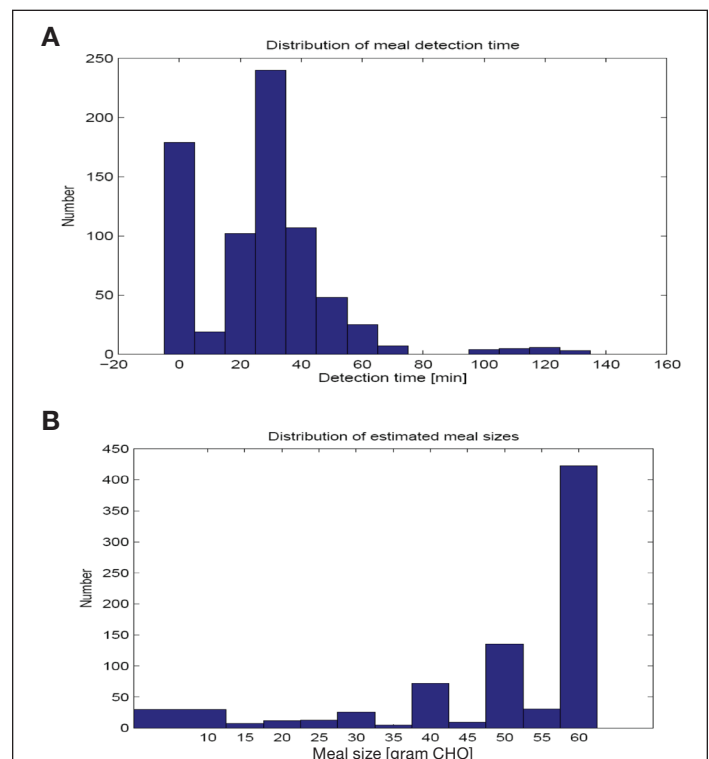 A
Distribution of meal detection time
250
200
150
100
50
0
Number
−20 0 20 40 60 80 100 120 140 160
Detection time [min]
B
Distribution of estimated meal sizes
450
400
350
300
250
200
150
100
50
0
Number
10 15 20 25 30 35 40 45 50 55 60
Meal size [gram CHO]